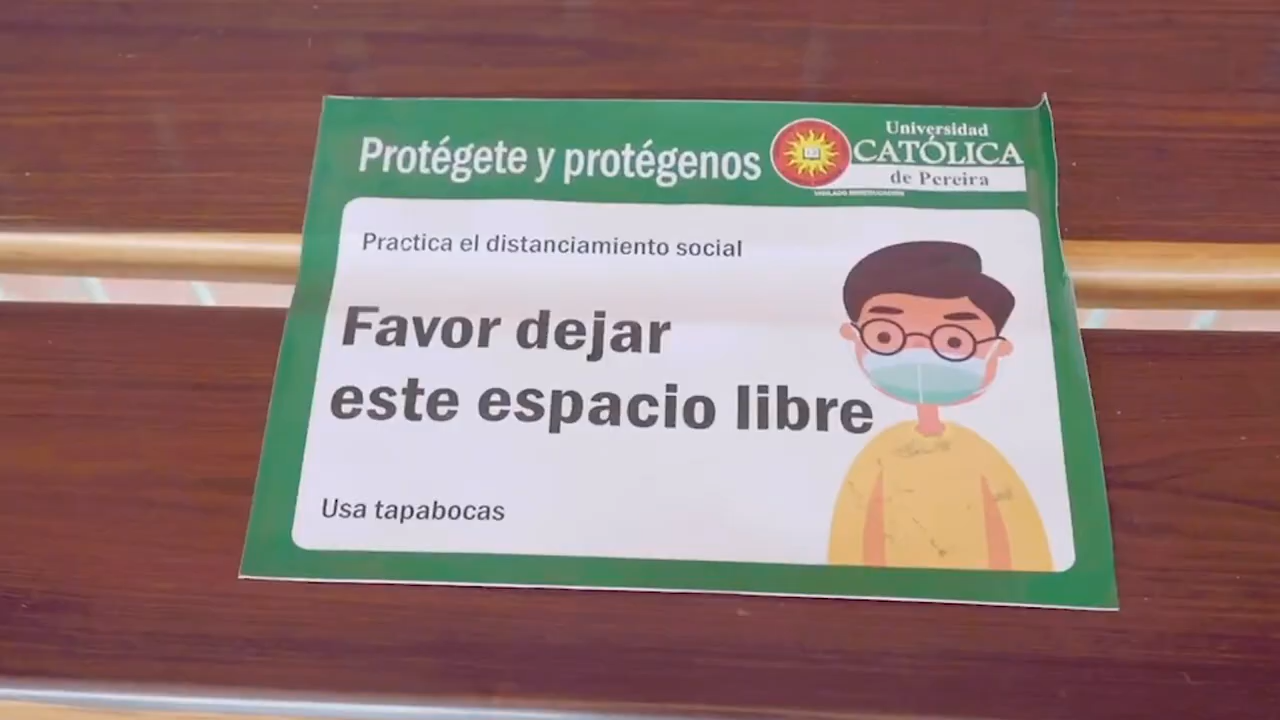 Protégete y protégenos
Universidad
CATÓLICA
de Pereira
Practica el distanciamiento social
Favor dejar
este espacio libre
Usa tapabocas